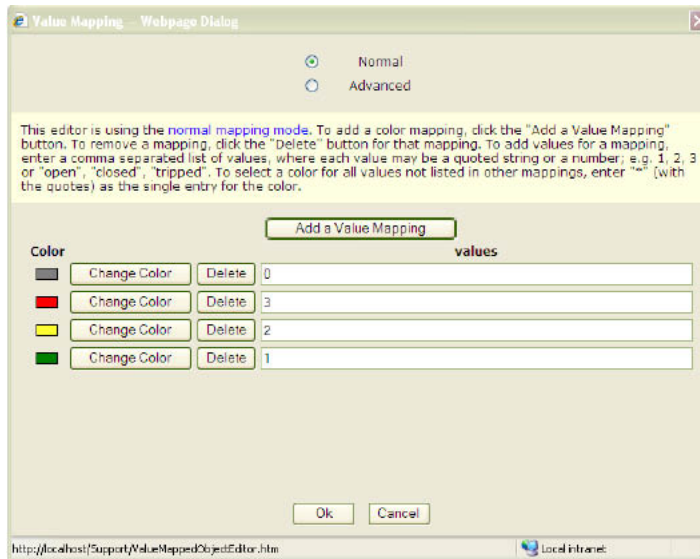 Value Mapping -- Webpage Dialog
Normal
Advanced
This editor is using the normal mapping mode. To add a color mapping, click the "Add a Value Mapping"
button. To remove a mapping, click the "Delete" button for that mapping. To add values for a mapping,
enter a comma separated list of values, where each value may be a quoted string or a number; e.g. 1, 2, 3
or "open", "closed", "tripped". To select a color for all values not listed in other mappings, enter "*" (with
the quotes) as the single entry for the color.
Add a Value Mapping
Color values
Change Color Delete 0
Change Color Delete 3
Change Color Delete 2
Change Color Delete 1
Ok Cancel
http://localhost/Support/ValueMappedObjectEditor.htm Local intranet